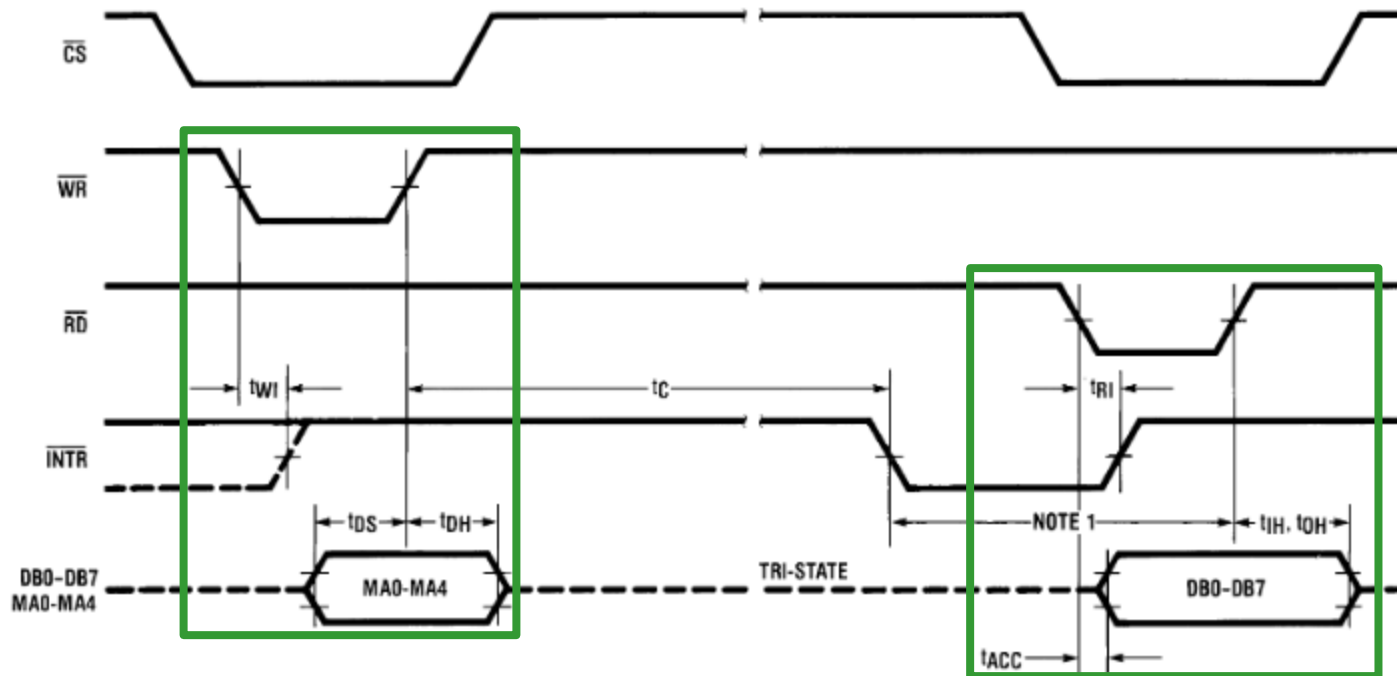 CS
WR
RD
tWI
tC
tRI
INTR
tDS
tDH
NOTE 1
tIH, tOH
DB0-DB7
MA0-MA4
MA0-MA4
TRI-STATE
DB0-DB7
tACC